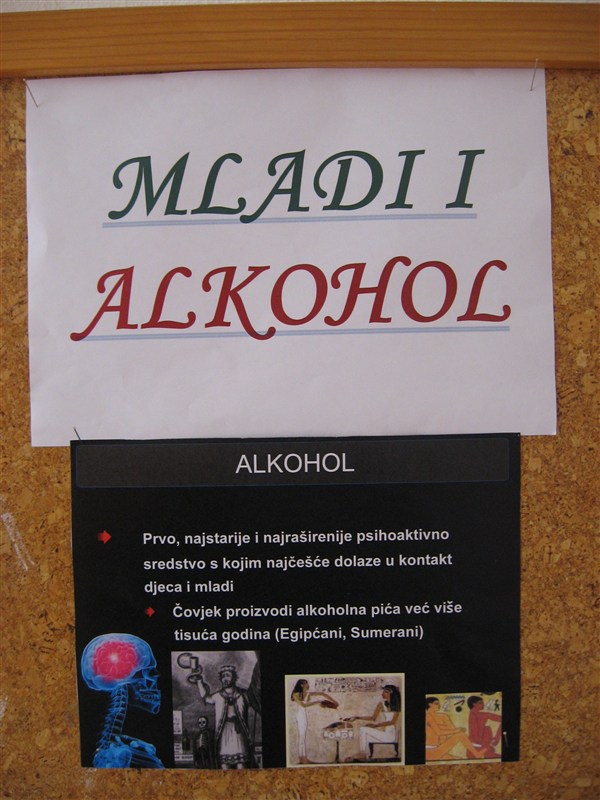 MLADI I
ALKOHOL
ALKOHOL
Prvo, najstarije i najraširenije psihoaktivno
sredstvo s kojim najčešće dolaze u kontakt
djeca i mladi
Čovjek proizvodi alkoholna pića već više
tisuća godina (Egipćani, Sumerani)